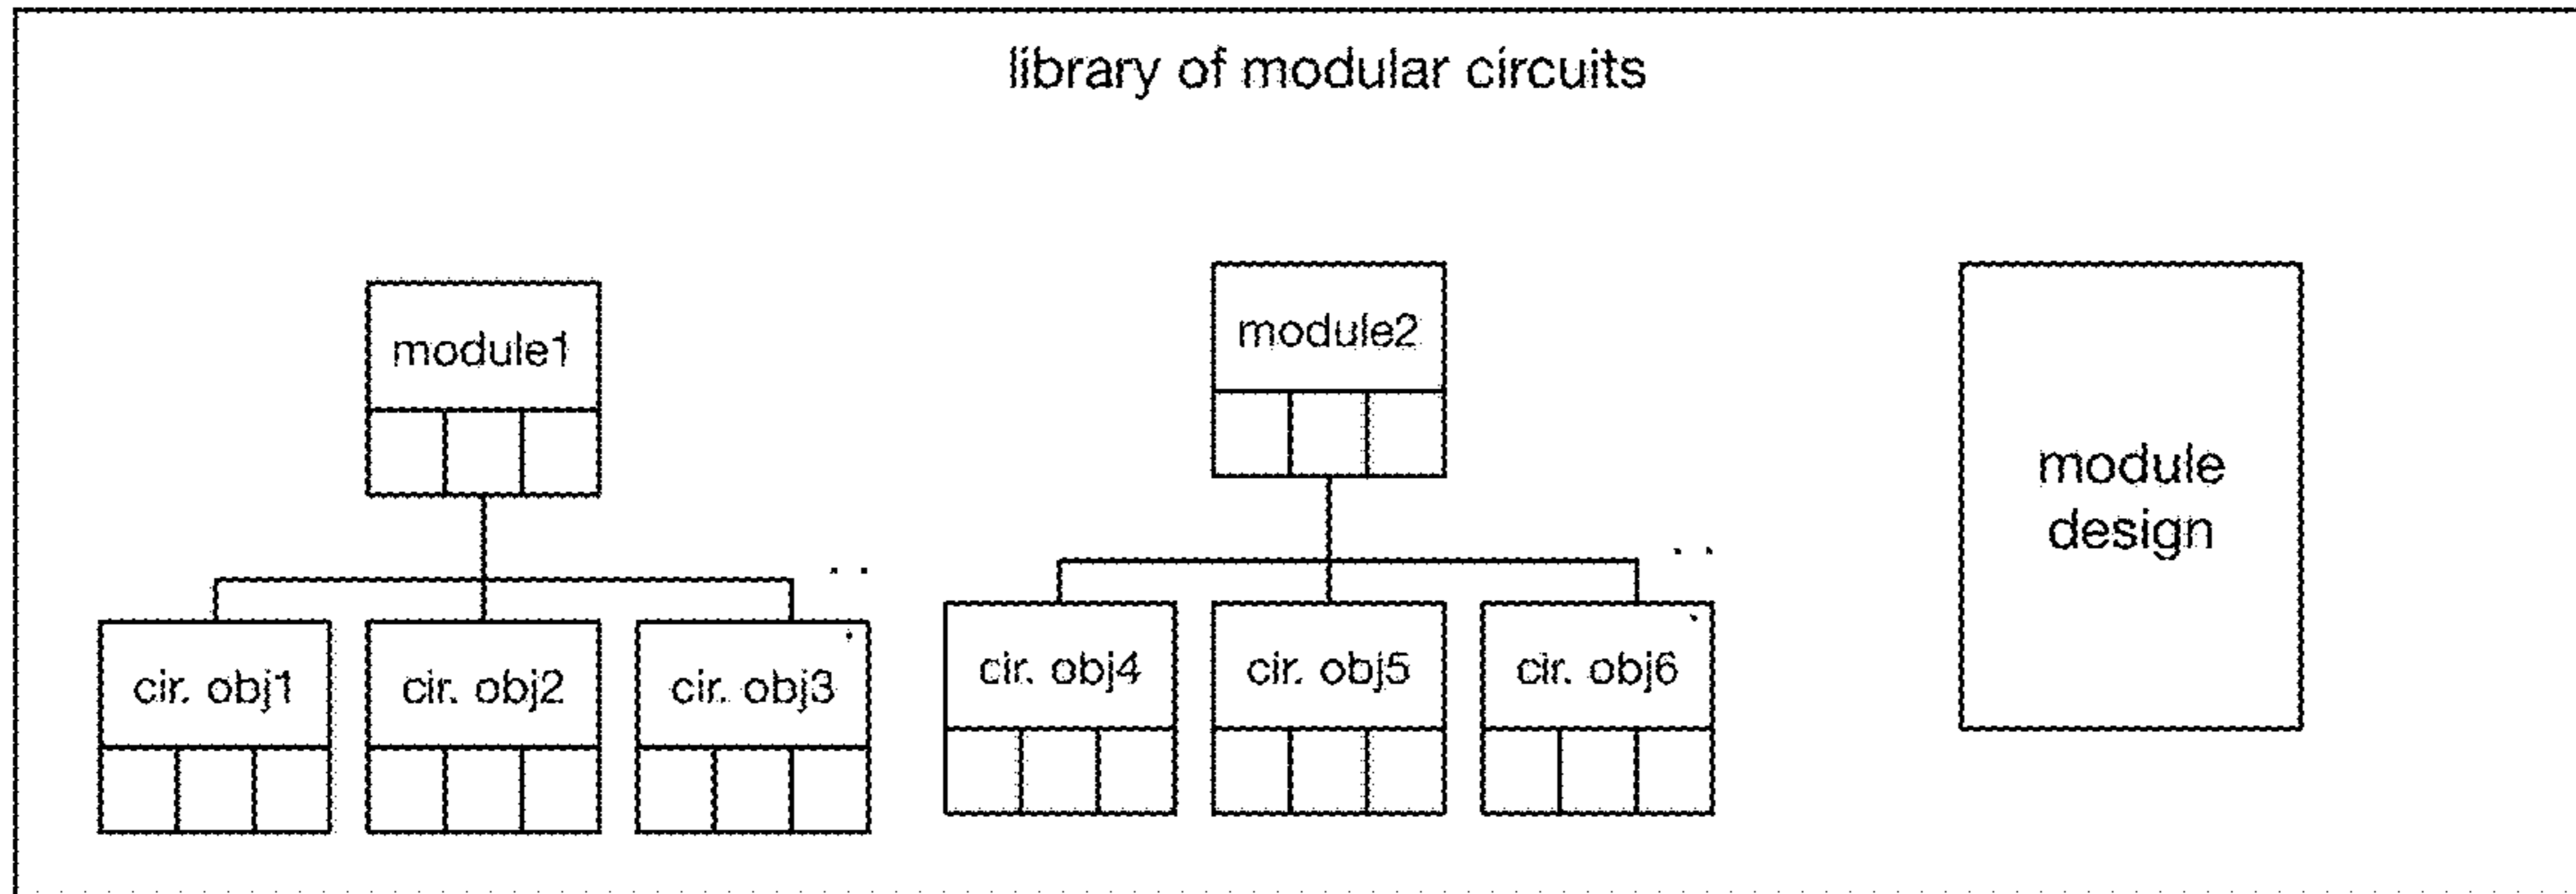 library of modular circuits
module1
module2
module
design
cir. obj1
cir. obj2
cir. obj3
cir. obj4
cir. obj5
cir. obj6